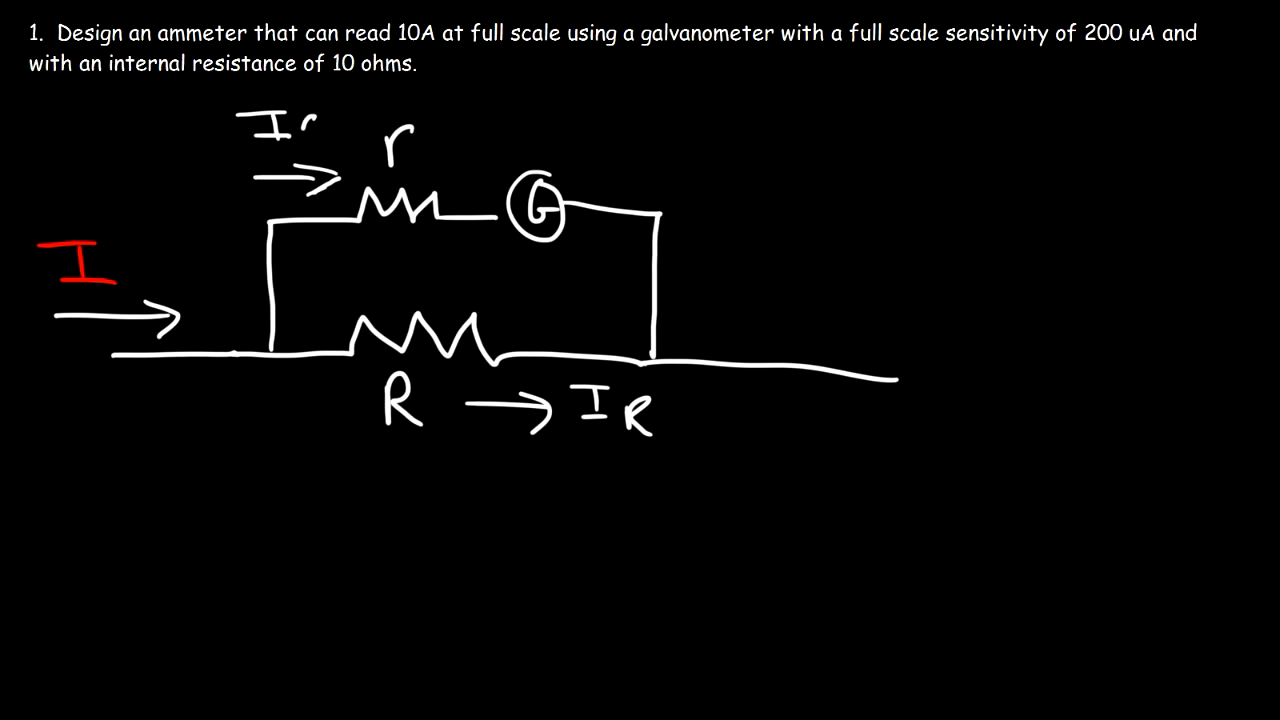 1. Design an ammeter that can read 10A at full scale using a galvanometer with a full scale sensitivity of 200 uA and
with an internal resistance of 10 ohms.
Ir
r
G
I
R
IR